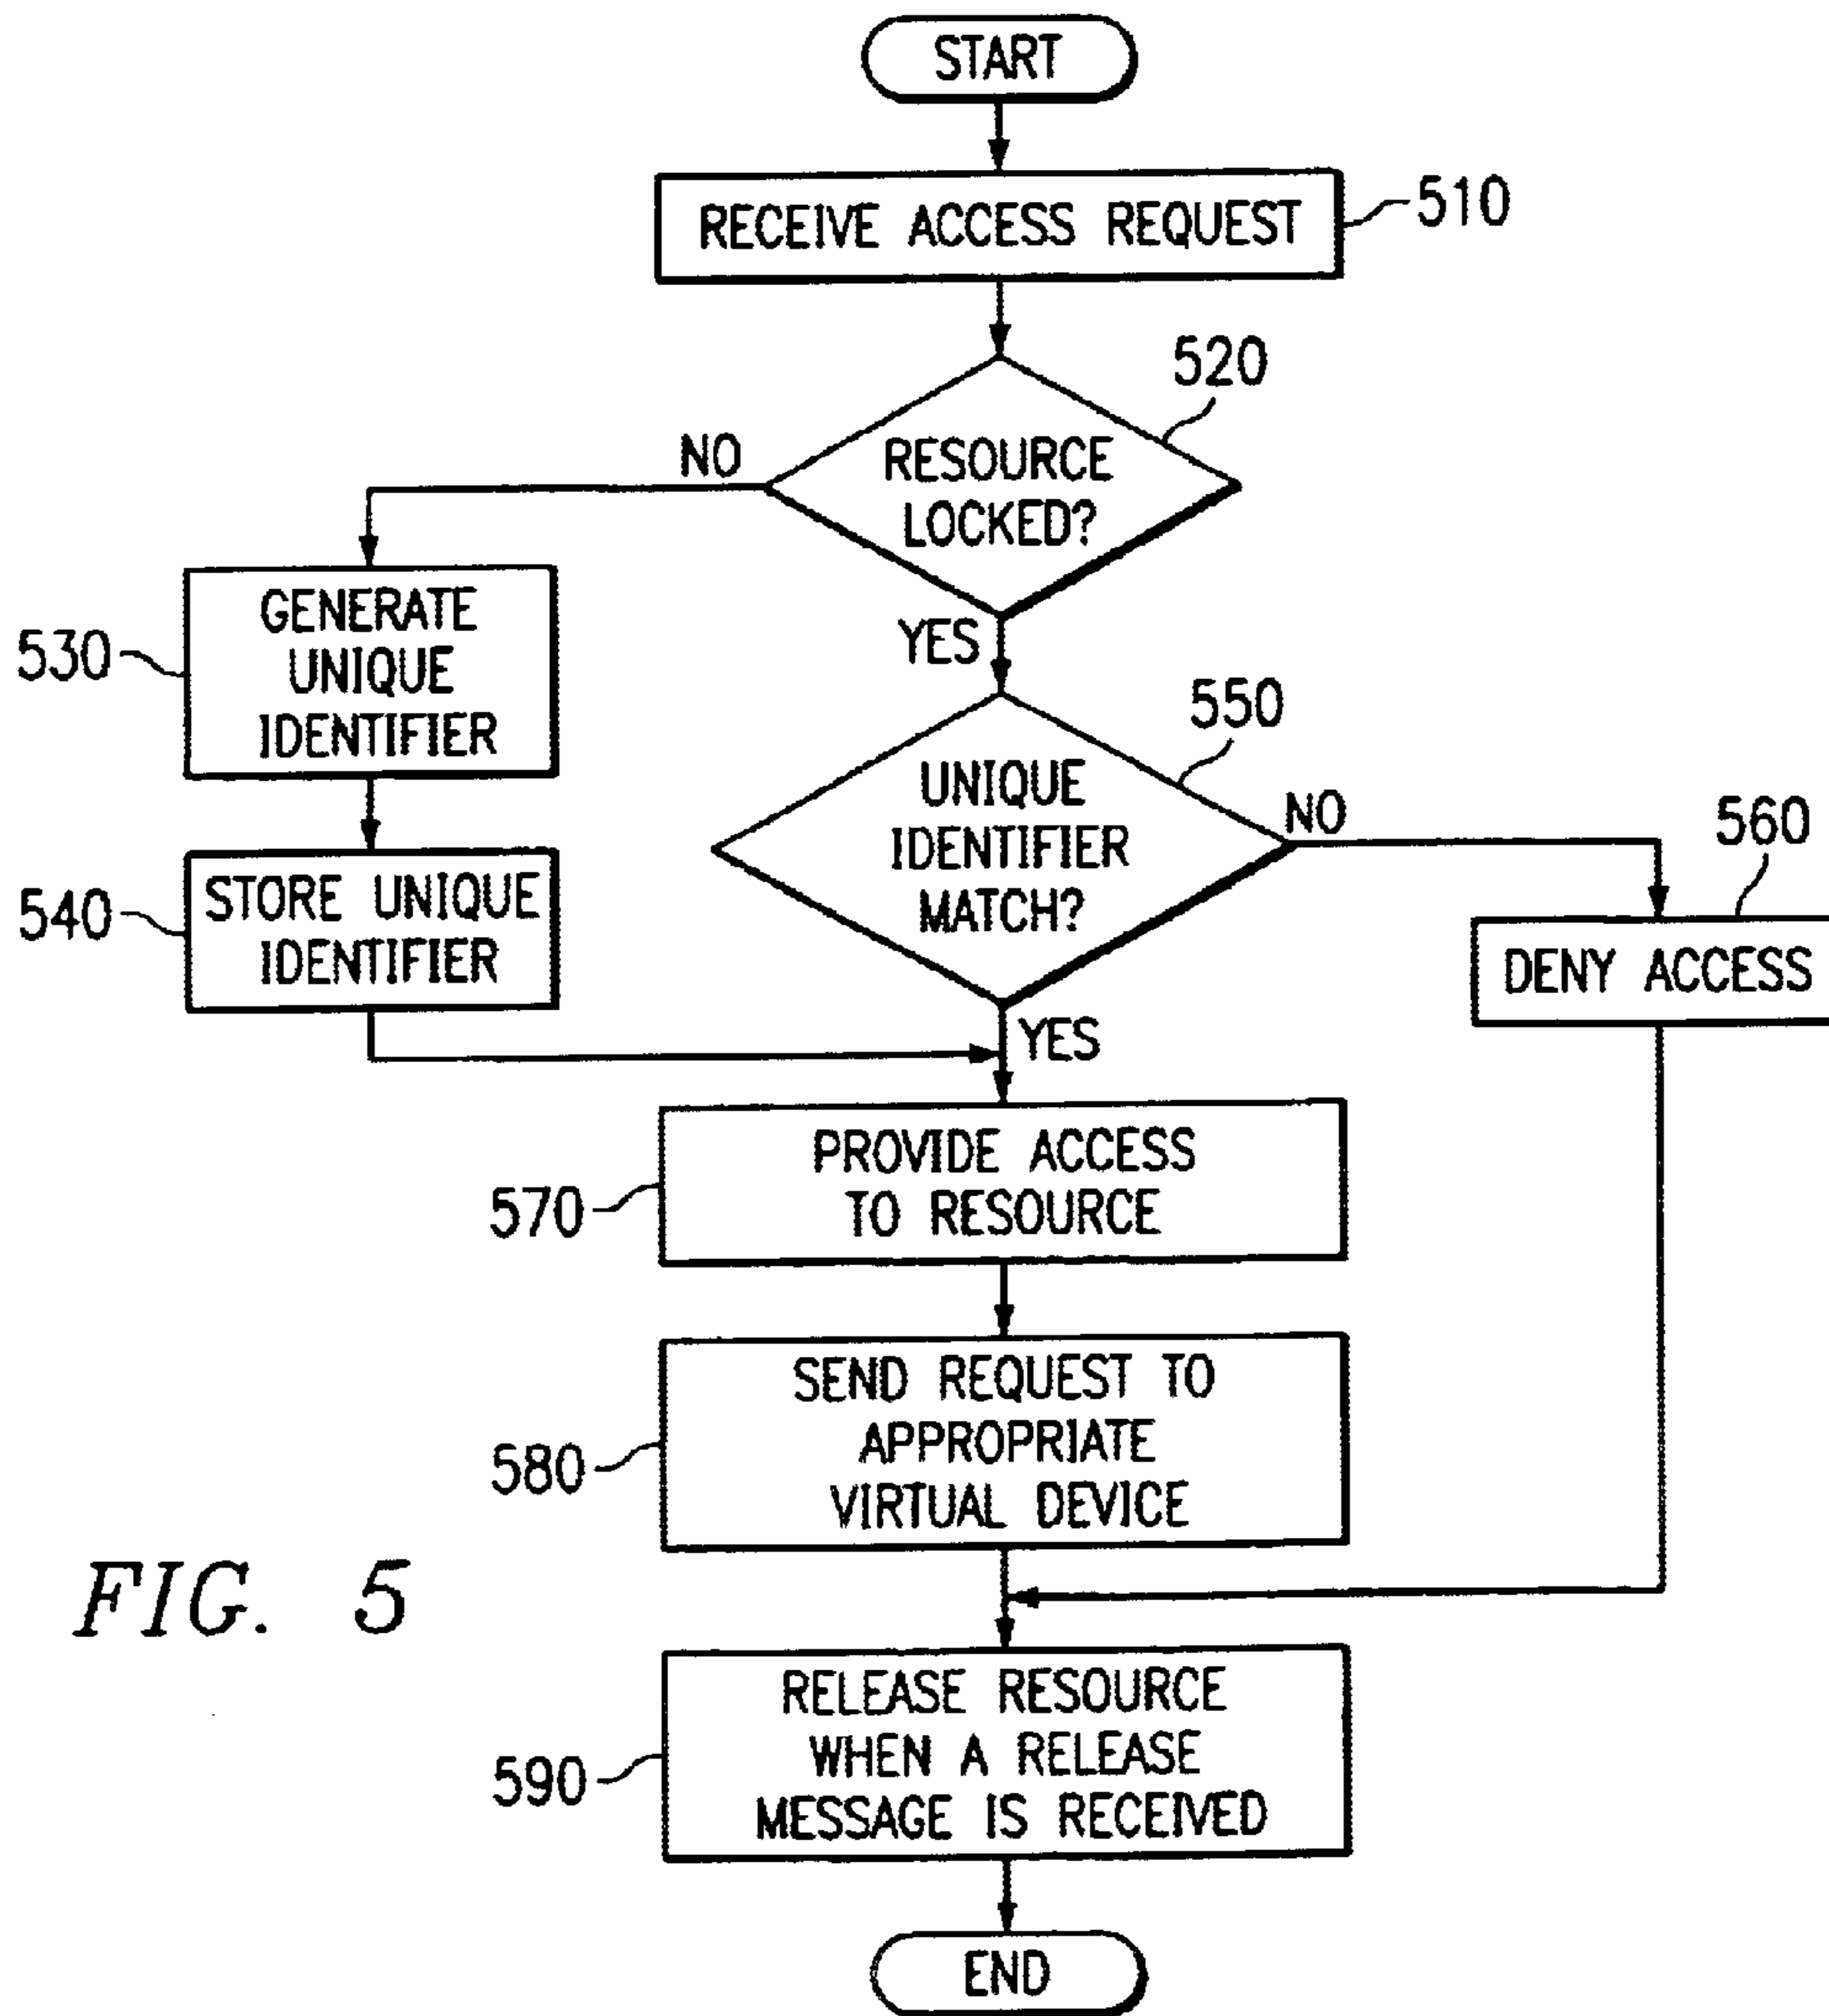 START
RECEIVE ACCESS REQUEST
510
520
RESOURCE
LOCKED?
NO
YES
530
GENERATE
UNIQUE
IDENTIFIER
540
STORE UNIQUE
IDENTIFIER
550
UNIQUE
IDENTIFIER
MATCH?
NO
YES
560
DENY ACCESS
570
PROVIDE ACCESS
TO RESOURCE
580
SEND REQUEST TO
APPROPRIATE
VIRTUAL DEVICE
590
RELEASE RESOURCE
WHEN A RELEASE
MESSAGE IS RECEIVED
END
FIG. 5